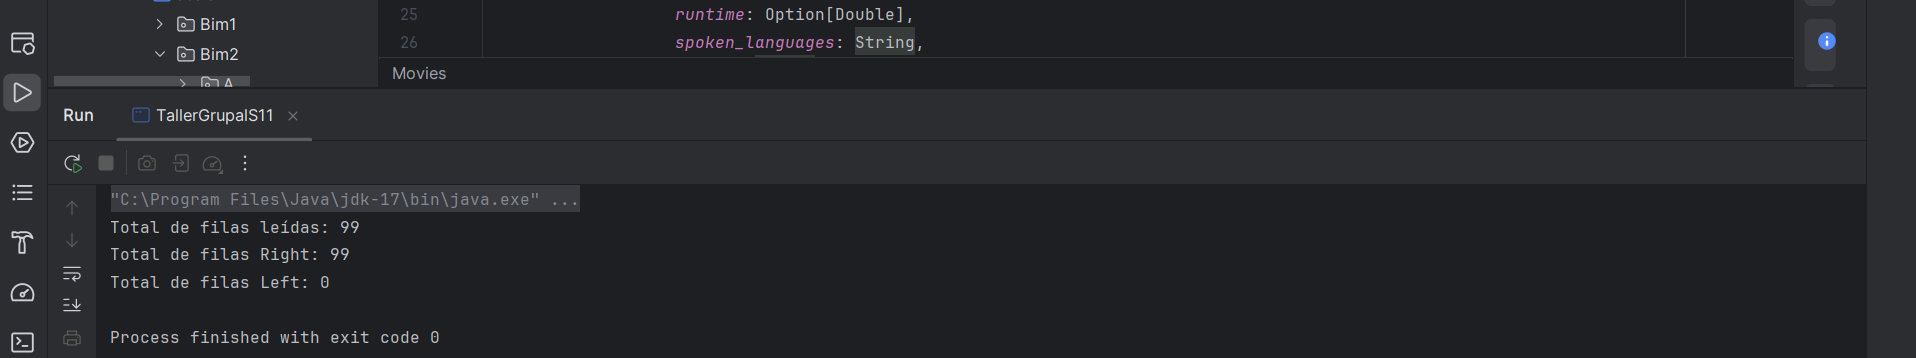 Bim1
Bim2
A
25 runtime: Option[Double],
26 spoken_languages: String,
Movies
Run TallerGrupalS11
"C:\Program Files\Java\jdk-17\bin\java.exe" ...
Total de filas leídas: 99
Total de filas Right: 99
Total de filas Left: 0
Process finished with exit code 0